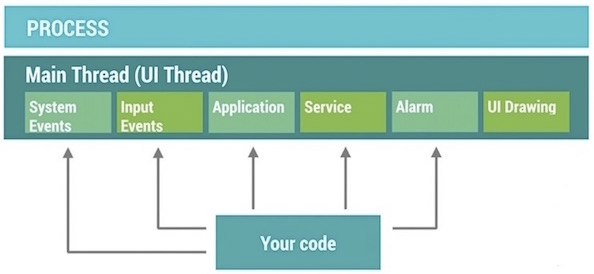 PROCESS
Main Thread (UI Thread)
System
Events
Input
Events
Application
Service
Alarm
UI Drawing
Your code